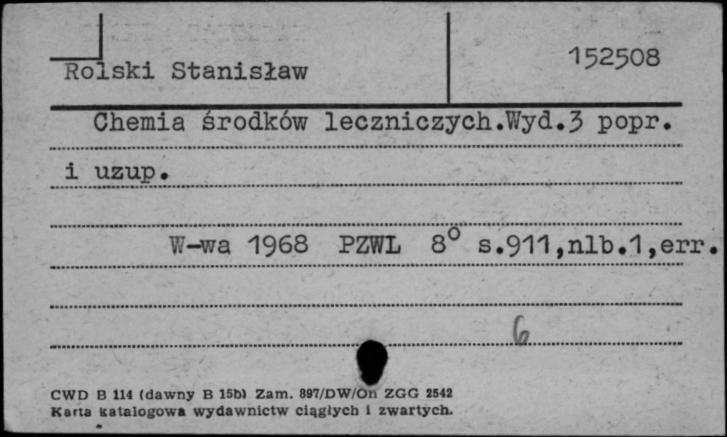 152508
Rolski Stanisław
Chemia środków leczniczych.Wyd.3 popr.
i uzup.
W-wa 1968 PZWL 8° s.911,nlb.1,err.
6
CWD B 114 (dawny B 15b) Zam. 897/DW/On ZGG 2542
Karta katalogowa wydawnictw ciągłych i zwartych.